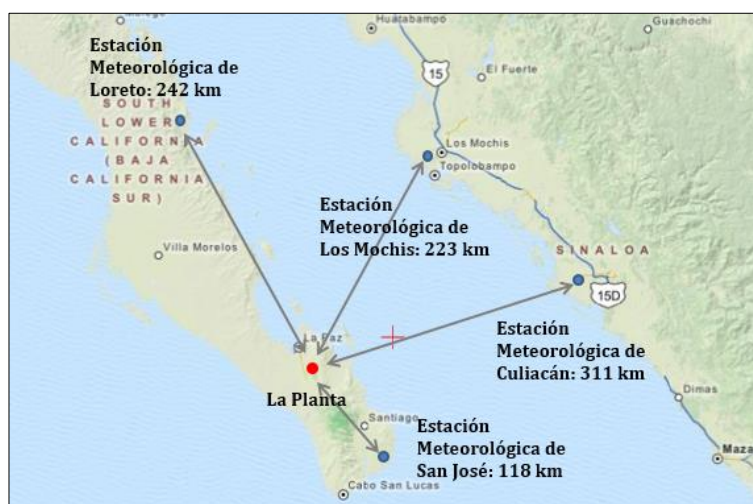 Huatabampo
Guachochi
Estación
Meteorológica de
Loreto: 242 km
15
El Fuerte
SOUTH
LOWER
CALIFORNIA
(BAJA
CALIFORNIA
SUR)
Los Mochis
Topolobampo
Estación
Meteorológica de
Los Mochis: 223 km
Villa Morelos
SINALOA
15D
La Paz
Estación
Meteorológica de
Culiacán: 311 km
La Planta
Dimas
Santiago
Estación
Meteorológica de
San José: 118 km
Maza
Cabo San Lucas